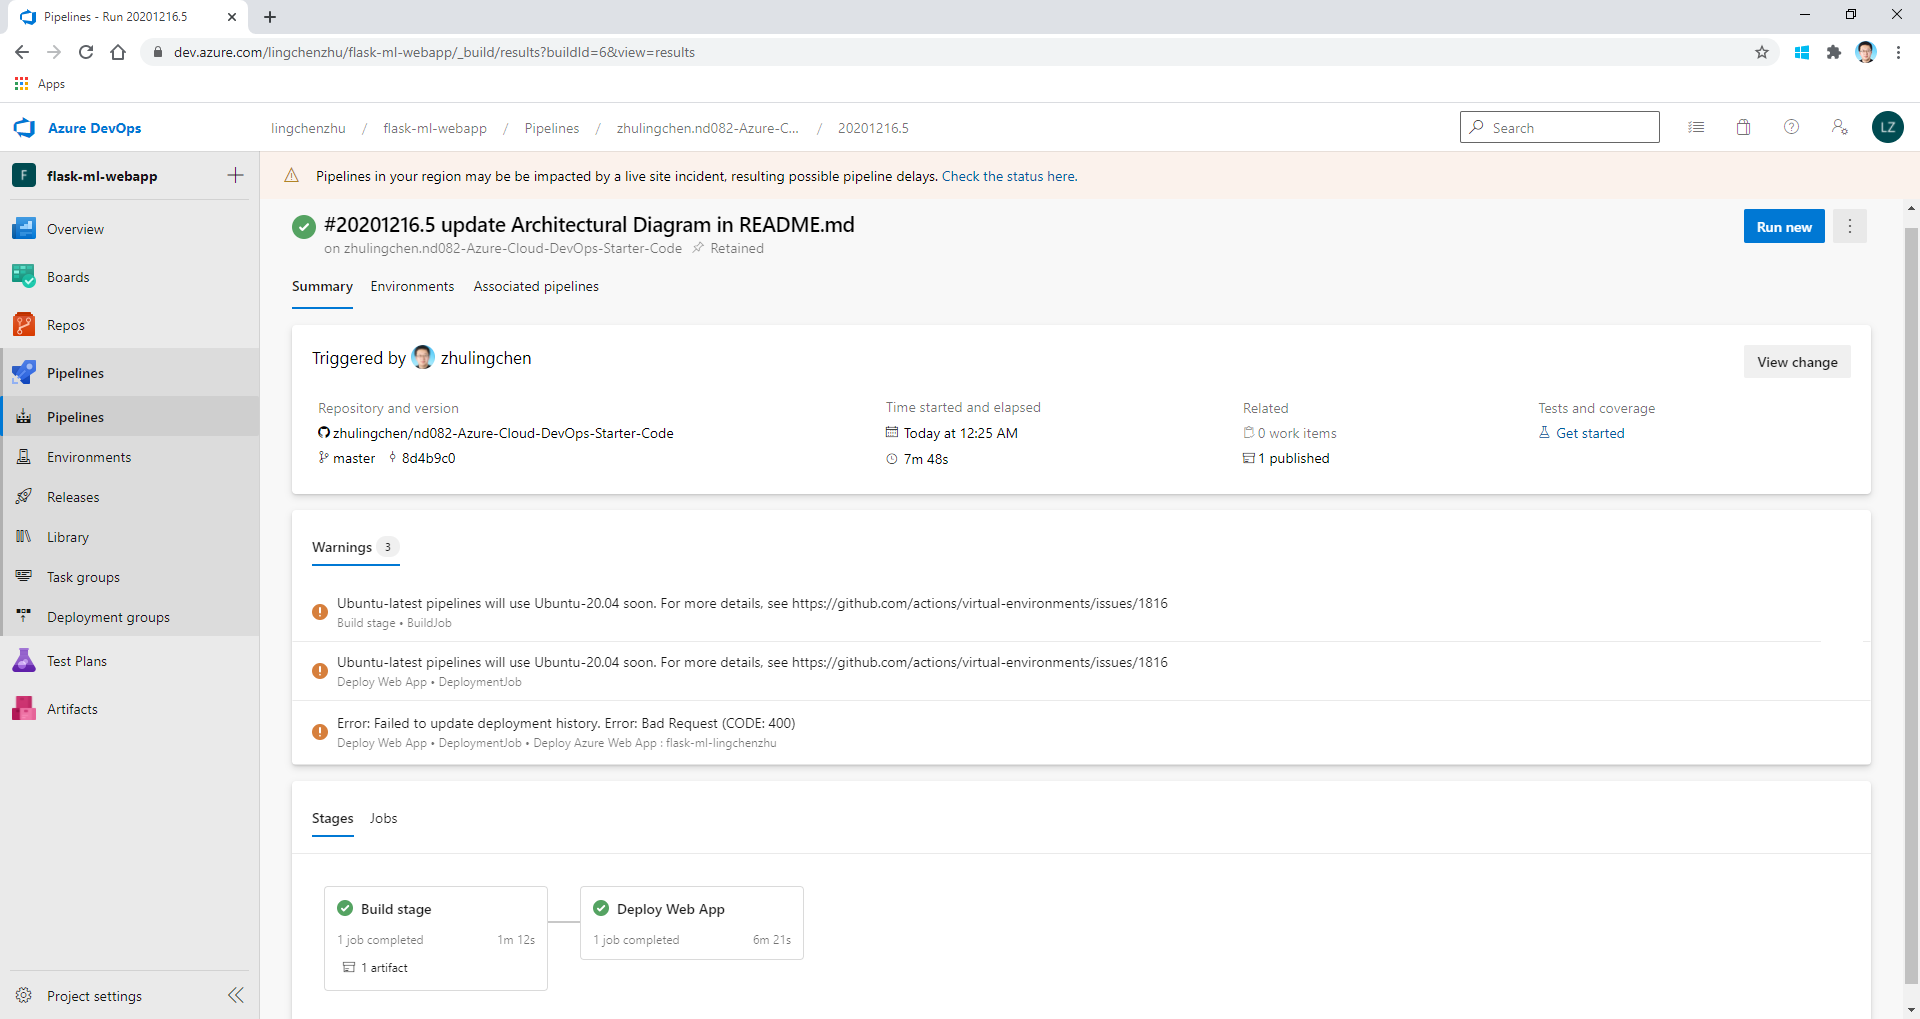 Pipelines - Run 20201216.5
dev.azure.com/lingchenzhu/flask-ml-webapp/_build/results?buildId=6&view=results
Apps
Azure DevOps
lingchenzhu / flask-ml-webapp / Pipelines / zhulingchen.nd082-Azure-C... / 20201216.5
Search
LZ
F flask-ml-webapp
Pipelines in your region may be be impacted by a live site incident, resulting possible pipeline delays. Check the status here.
Overview
Boards
Repos
Pipelines
Pipelines
Environments
Releases
Library
Task groups
Deployment groups
Test Plans
Artifacts
Project settings
#20201216.5 update Architectural Diagram in README.md
on zhulingchen.nd082-Azure-Cloud-DevOps-Starter-Code Retained
Run new
Summary Environments Associated pipelines
Triggered by zhulingchen
View change
Repository and version
zhulingchen/nd082-Azure-Cloud-DevOps-Starter-Code
master 8d4b9c0
Time started and elapsed
Today at 12:25 AM
7m 48s
Related
0 work items
1 published
Tests and coverage
Get started
Warnings 3
Ubuntu-latest pipelines will use Ubuntu-20.04 soon. For more details, see https://github.com/actions/virtual-environments/issues/1816
Build stage • BuildJob
Ubuntu-latest pipelines will use Ubuntu-20.04 soon. For more details, see https://github.com/actions/virtual-environments/issues/1816
Deploy Web App • DeploymentJob
Error: Failed to update deployment history. Error: Bad Request (CODE: 400)
Deploy Web App • DeploymentJob • Deploy Azure Web App : flask-ml-lingchenzhu
Stages Jobs
Build stage
1 job completed 1m 12s
1 artifact
Deploy Web App
1 job completed 6m 21s